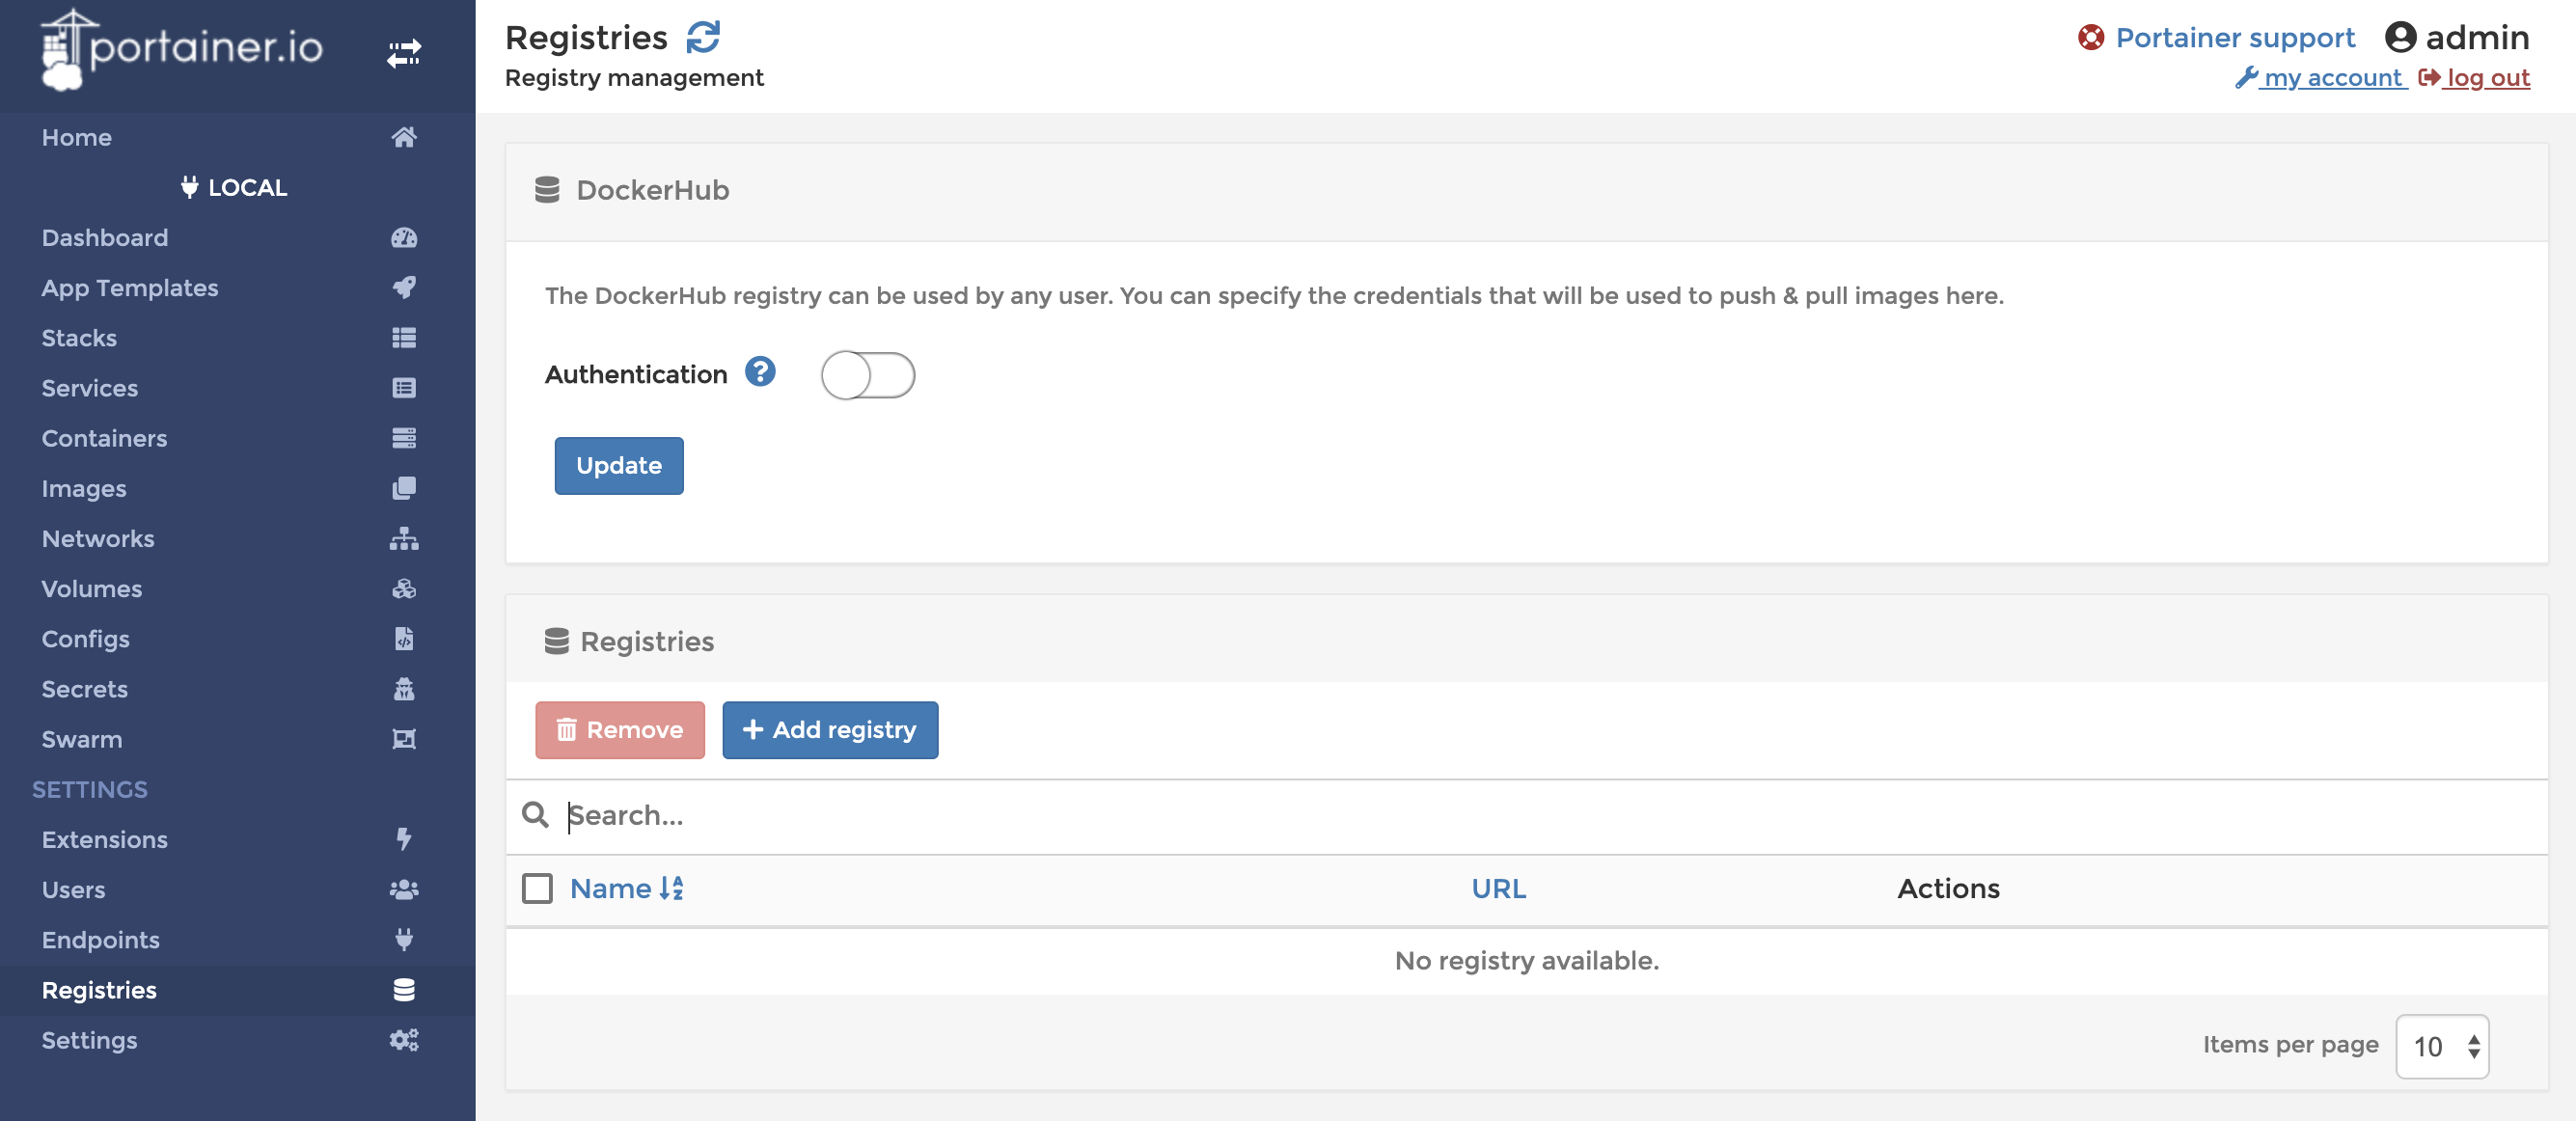 portainer.io
Home
LOCAL
Dashboard
App Templates
Stacks
Services
Containers
Images
Networks
Volumes
Configs
Secrets
Swarm
SETTINGS
Extensions
Users
Endpoints
Registries
Settings
Registries
Registry management
Portainer support
admin
my account
log out
DockerHub
The DockerHub registry can be used by any user. You can specify the credentials that will be used to push & pull images here.
Authentication
Update
Registries
Remove
Add registry
Search...
Name URL Actions
No registry available.
Items per page 10